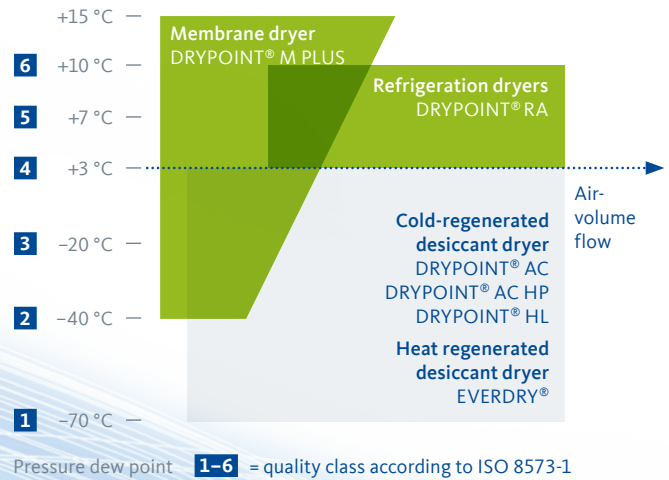 +15 °C
Membrane dryer
DRYPOINT® M PLUS
6 +10 °C
Refrigeration dryers
DRYPOINT® RA
5 +7 °C
4 +3 °C
Air-
volume
flow
Cold-regenerated
desiccant dryer
DRYPOINT® AC
DRYPOINT® AC HP
DRYPOINT® HL
3 –20 °C
2 –40 °C
Heat regenerated
desiccant dryer
EVERDRY®
1 –70 °C
Pressure dew point 1–6 = quality class according to ISO 8573-1